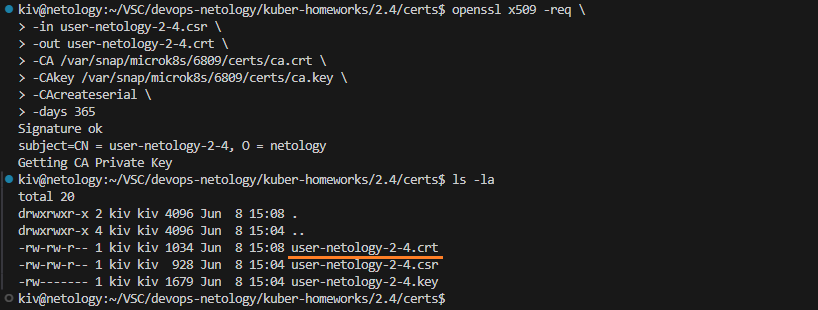 kiv@netology:~/VSC/devops-netology/kuber-homeworks/2.4/certs$ openssl x509 -req \
> -in user-netology-2-4.csr \
> -out user-netology-2-4.crt \
> -CA /var/snap/microk8s/6809/certs/ca.crt \
> -CAkey /var/snap/microk8s/6809/certs/ca.key \
> -CAcreateserial \
> -days 365
Signature ok
subject=CN = user-netology-2-4, O = netology
Getting CA Private Key
kiv@netology:~/VSC/devops-netology/kuber-homeworks/2.4/certs$ ls -la
total 20
drwxrwxr-x 2 kiv kiv 4096 Jun  8 15:08 .
drwxrwxr-x 4 kiv kiv 4096 Jun  8 15:04 ..
-rw-rw-r-- 1 kiv kiv 1034 Jun  8 15:08 user-netology-2-4.crt
-rw-rw-r-- 1 kiv kiv  928 Jun  8 15:04 user-netology-2-4.csr
-rw------- 1 kiv kiv 1679 Jun  8 15:04 user-netology-2-4.key
kiv@netology:~/VSC/devops-netology/kuber-homeworks/2.4/certs$